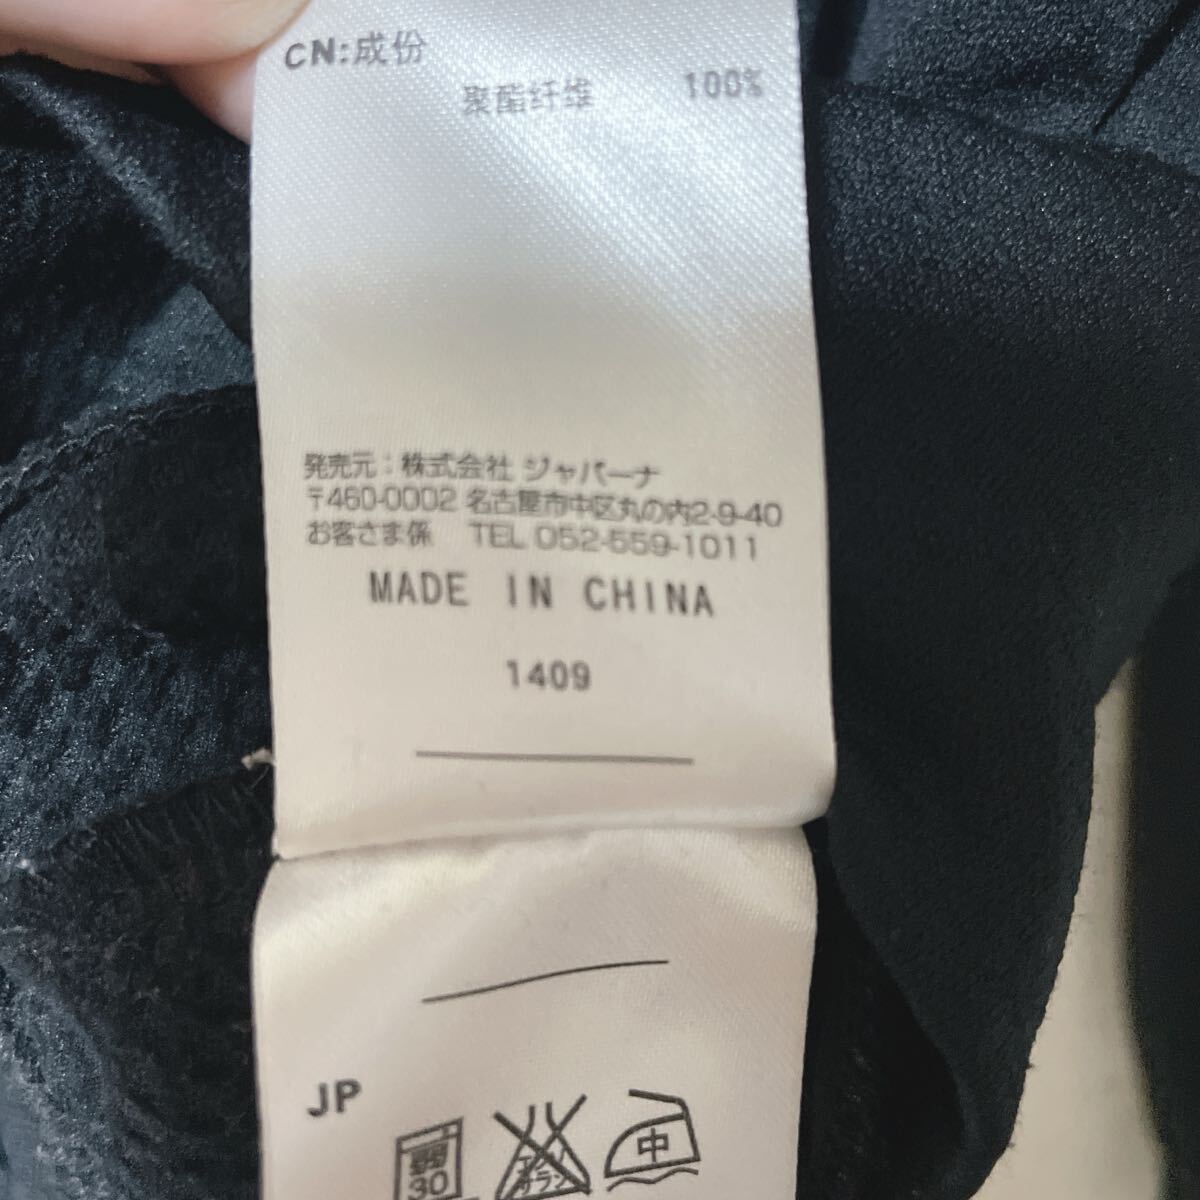 CN:成份
聚酯纤维 100%
発売元：株式会社 ジャパーナ
〒460-0002 名古屋市中区丸の内2-9-40
お客さま係 TEL 052-559-1011
MADE IN CHINA
1409
JP
弱
30
中